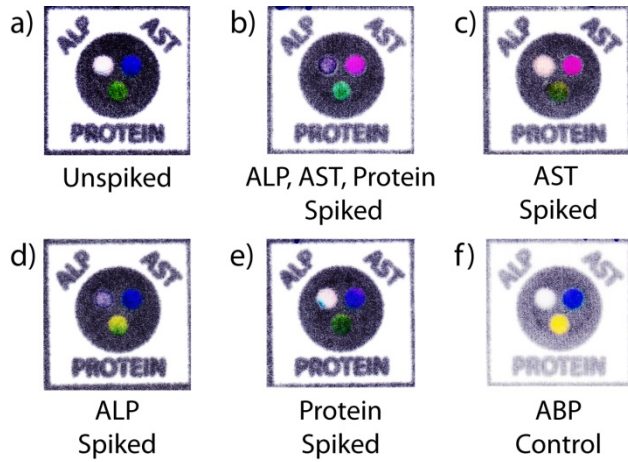 a)
ALP AST
PROTEIN
Unspiked
b)
ALP AST
PROTEIN
ALP, AST, Protein
Spiked
c)
ALP AST
PROTEIN
AST
Spiked
d)
ALP AST
PROTEIN
ALP
Spiked
e)
ALP AST
PROTEIN
Protein
Spiked
f)
ALP AST
PROTEIN
ABP
Control